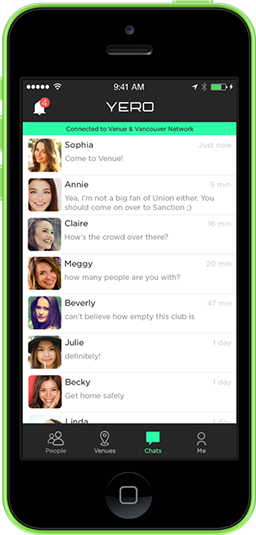 9:41 AM
4
YERO
Connected to Venue & Vancouver Network
Sophia Just now
Come to Venue!
Annie 5 min
Yea, I'm not a big fan of Union either. You
should come on over to Sanction ;)
Claire 16 min
How's the crowd over there?
Meggy 20 min
how many people are you with?
Beverly 47 min
can't believe how empty this club is
Julie 1 day
definitely!
Becky 1 day
Get home safely
Linda
People Venues Chats Me